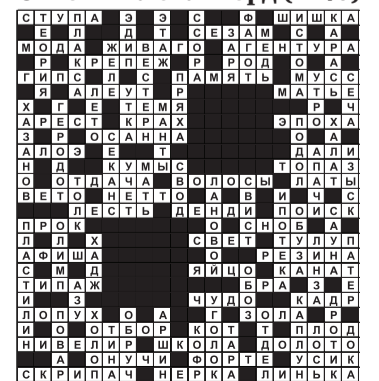 СТУПА Э Э С Ф ШИШКА
Е Л Д Т СЕЗАМ С А
МОДА ЖИВАГО АГЕНТУРА
Р КРЕПЕЖ Р РОД О А
ГИПС Л С ПАМЯТЬ МУСС
Я АЛЕУТ Р МАТЬЕ
Х Г Е ТЕМЯ Р Ч
АРЕСТ КРАХ ЭПОХА
З Р ОСАННА О А
АЛОЭ Е Т ДАЛИ
Н Д КУМЫС ТОПАЗ
О ОТДАЧА ВОЛОСЫ ЛАТЫ
ВЕТО НЕТТО А В И Ч С
ЛЕСТЬ ДЕНДИ ПОИСК
ПРОК О СНОБ А
Л Л Х СВЕТ ТУЛУП
АФИША О РЕЗИНА
С М Д ЯЙЦО КАНАТ
ТИПАЖ БРА З Е
И З ЧУДО КАДР
ЛОПУХ О А Г ЗОЛА Р
И О ОТБОР КОТ Т ПЛОД
НИВЕЛИР ШКОЛА ДОЛОТО
А ОНУЧИ ФОРТЕ УСИК
СКРИПАЧ НЕРКА ЛИНЬКА